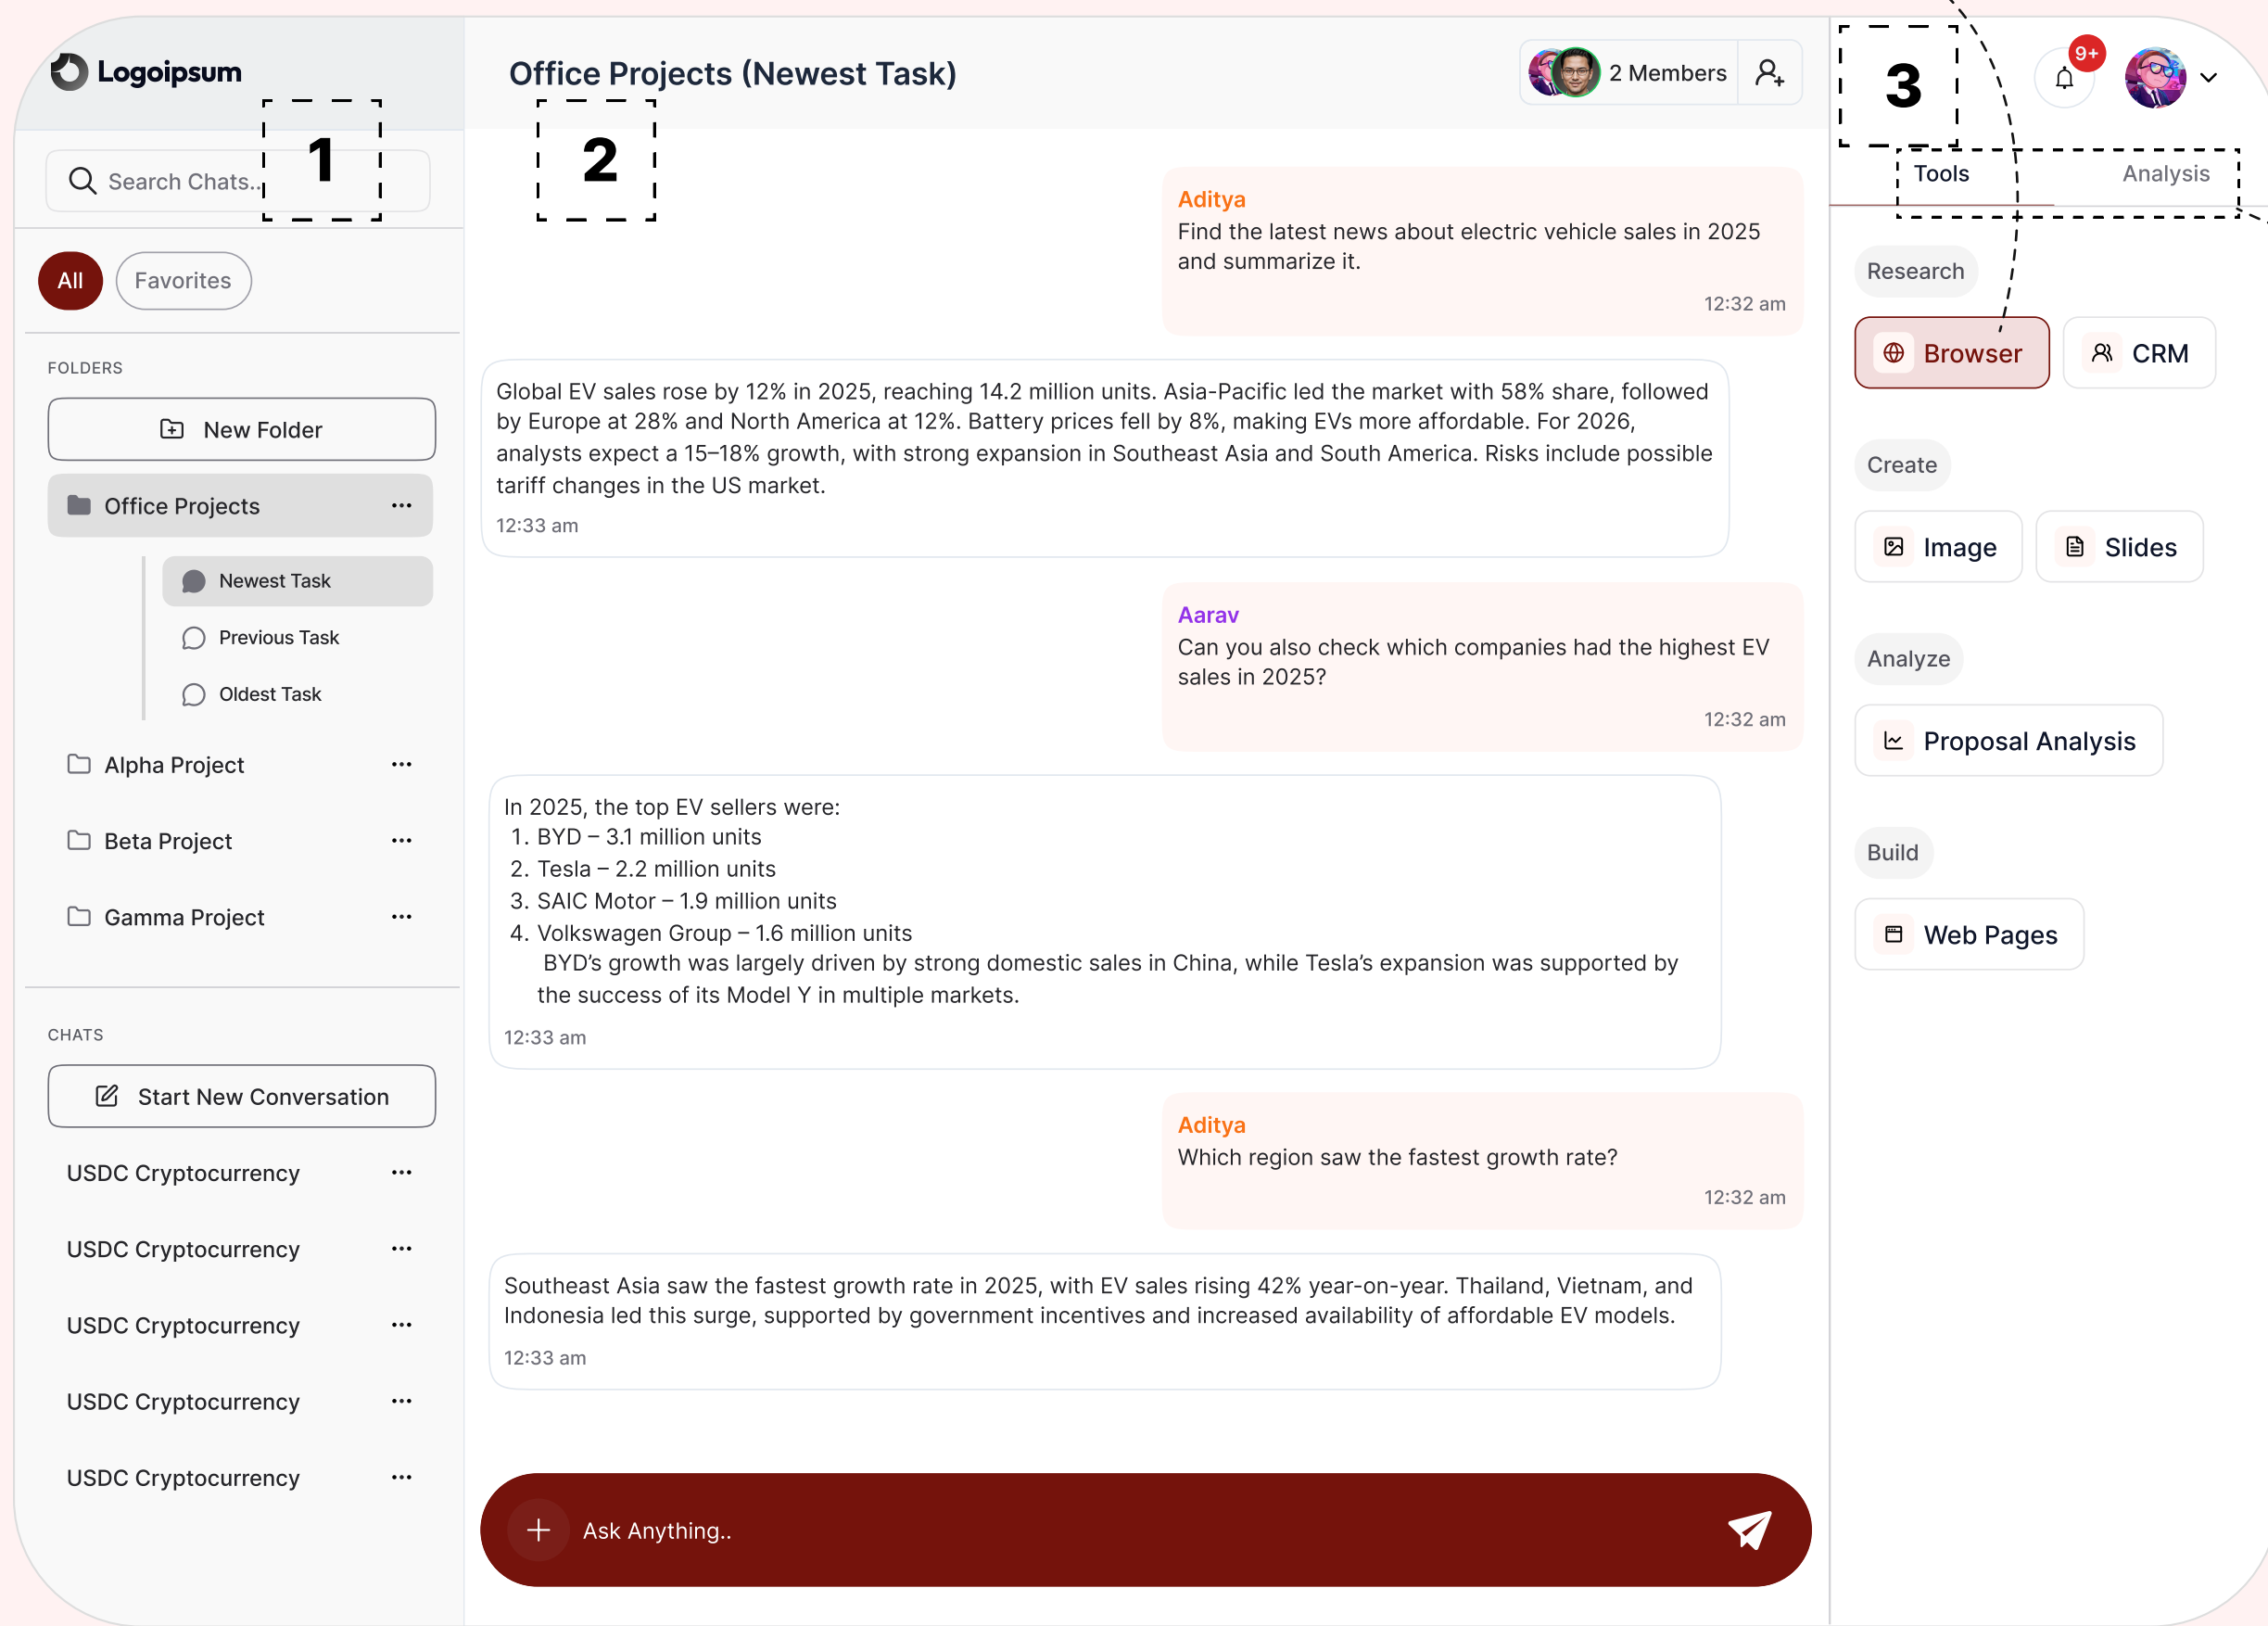 Logoipsum
1
Search Chats..
All
Favorites
FOLDERS
New Folder
Office Projects
Newest Task
Previous Task
Oldest Task
Alpha Project
Beta Project
Gamma Project
CHATS
Start New Conversation
USDC Cryptocurrency
USDC Cryptocurrency
USDC Cryptocurrency
USDC Cryptocurrency
USDC Cryptocurrency
Office Projects (Newest Task)
2 Members
2
Aditya
Find the latest news about electric vehicle sales in 2025
and summarize it.
12:32 am
Global EV sales rose by 12% in 2025, reaching 14.2 million units. Asia-Pacific led the market with 58% share, followed
by Europe at 28% and North America at 12%. Battery prices fell by 8%, making EVs more affordable. For 2026,
analysts expect a 15–18% growth, with strong expansion in Southeast Asia and South America. Risks include possible
tariff changes in the US market.
12:33 am
Aarav
Can you also check which companies had the highest EV
sales in 2025?
12:32 am
In 2025, the top EV sellers were:
1. BYD – 3.1 million units
2. Tesla – 2.2 million units
3. SAIC Motor – 1.9 million units
4. Volkswagen Group – 1.6 million units
BYD’s growth was largely driven by strong domestic sales in China, while Tesla’s expansion was supported by
the success of its Model Y in multiple markets.
12:33 am
Aditya
Which region saw the fastest growth rate?
12:32 am
Southeast Asia saw the fastest growth rate in 2025, with EV sales rising 42% year-on-year. Thailand, Vietnam, and
Indonesia led this surge, supported by government incentives and increased availability of affordable EV models.
12:33 am
Ask Anything..
3
9+
Tools
Analysis
Research
Browser
CRM
Create
Image
Slides
Analyze
Proposal Analysis
Build
Web Pages